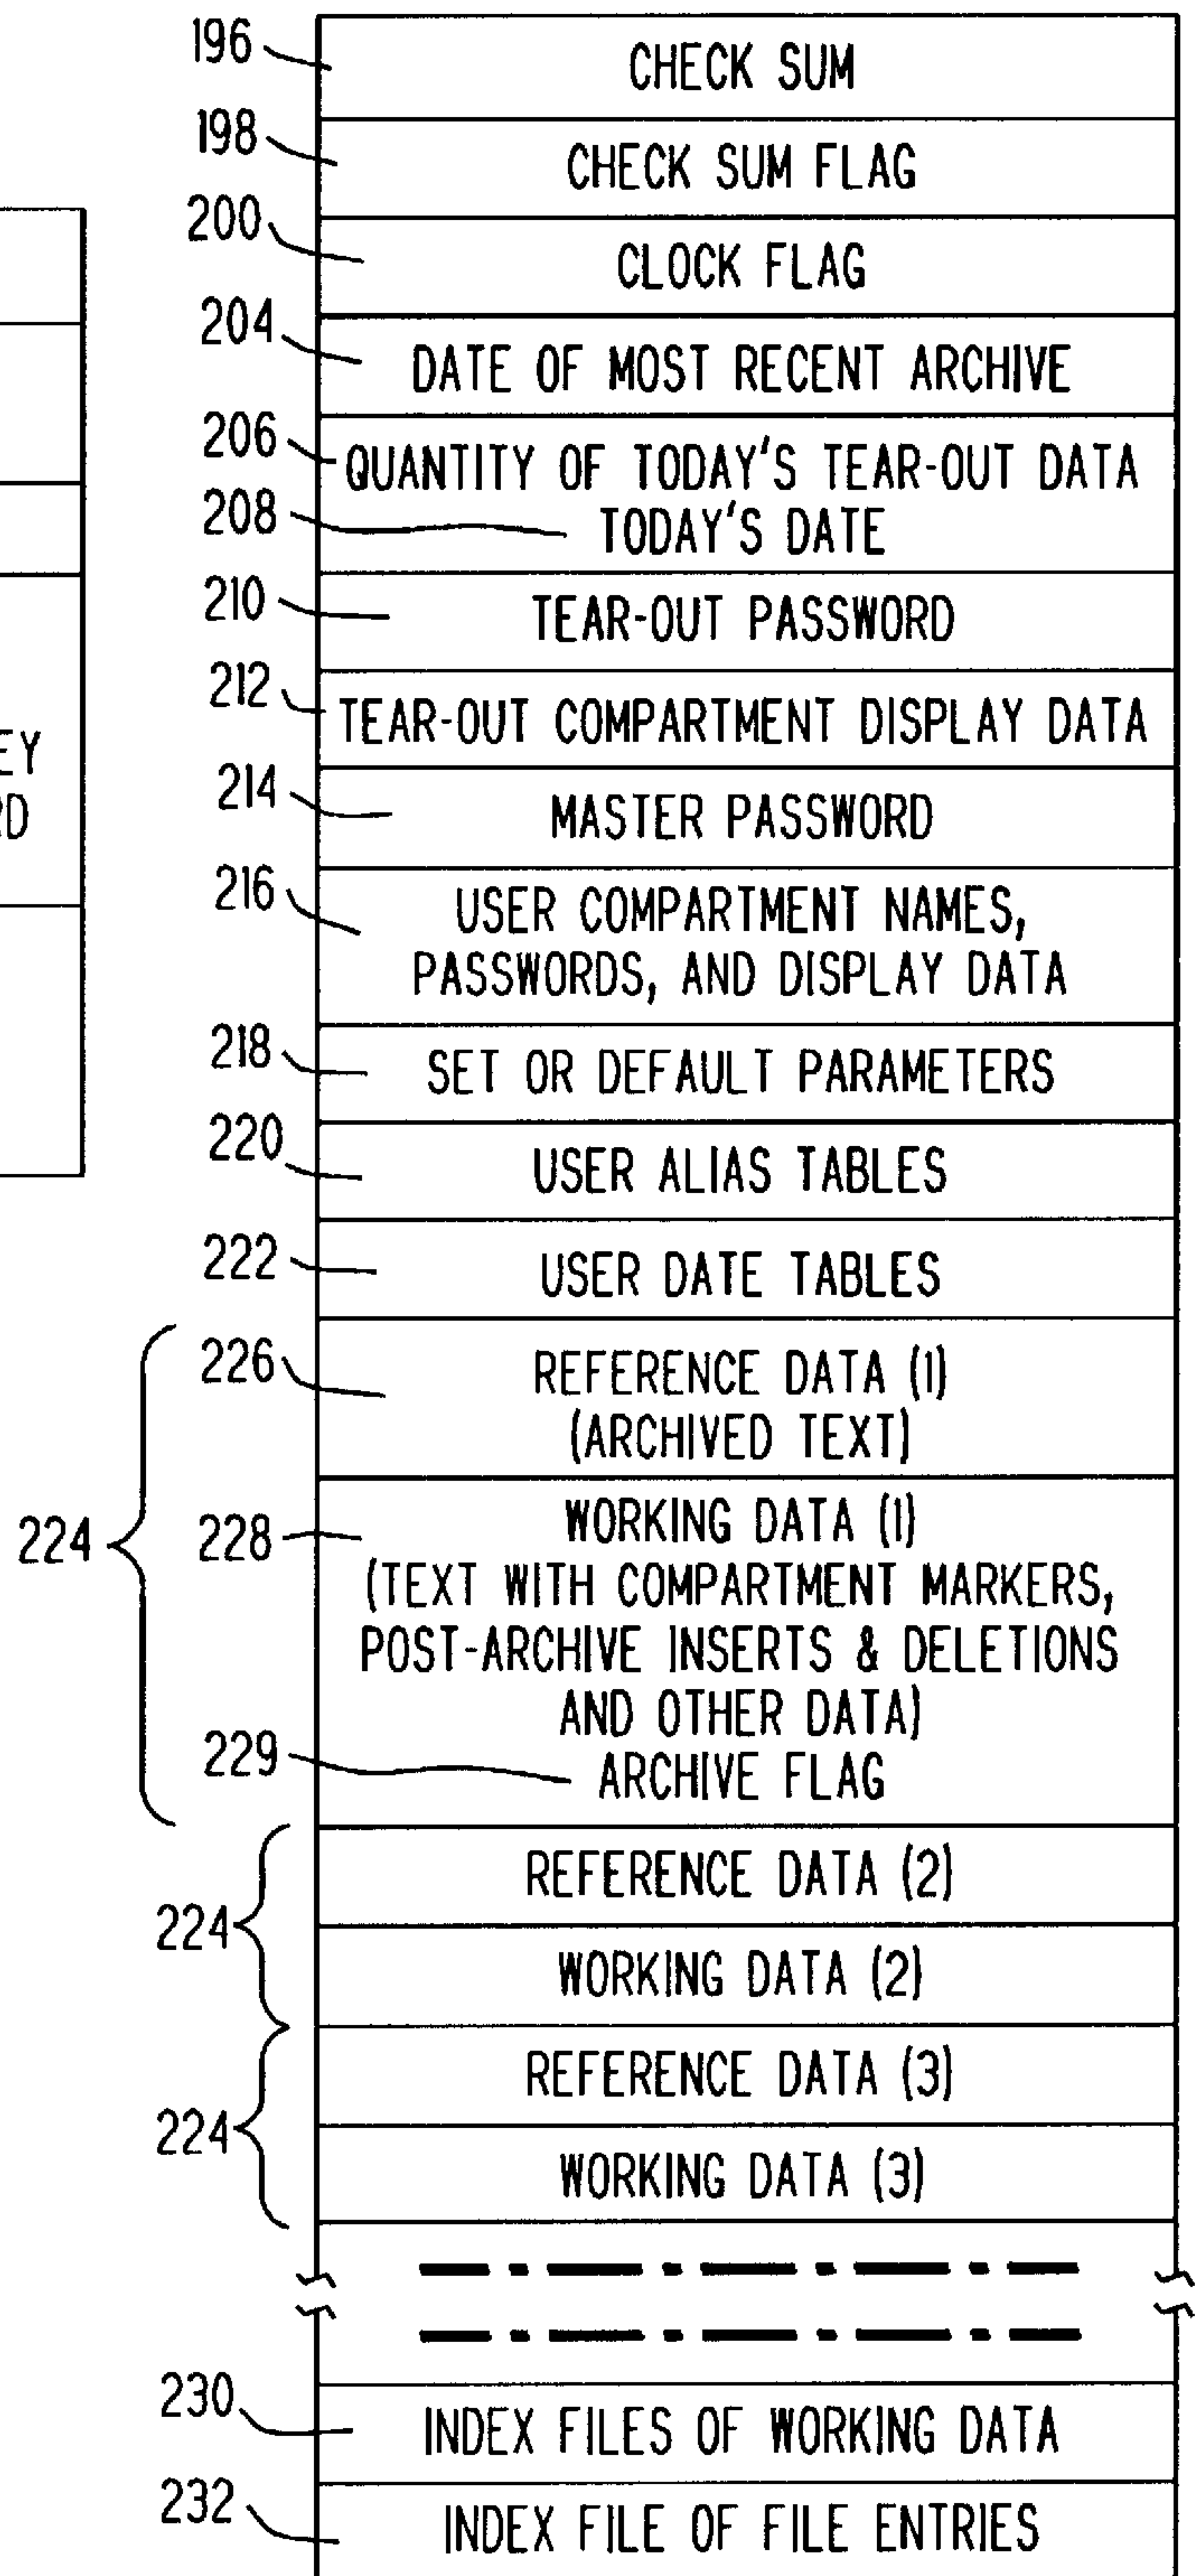 196 CHECK SUM
198 CHECK SUM FLAG
200 CLOCK FLAG
204 DATE OF MOST RECENT ARCHIVE
206 QUANTITY OF TODAY'S TEAR-OUT DATA
208 TODAY'S DATE
210 TEAR-OUT PASSWORD
212 TEAR-OUT COMPARTMENT DISPLAY DATA
EY
RD
214 MASTER PASSWORD
216 USER COMPARTMENT NAMES,
PASSWORDS, AND DISPLAY DATA
218 SET OR DEFAULT PARAMETERS
220 USER ALIAS TABLES
222 USER DATE TABLES
224
226 REFERENCE DATA (1)
(ARCHIVED TEXT)
228 WORKING DATA (1)
(TEXT WITH COMPARTMENT MARKERS,
POST-ARCHIVE INSERTS & DELETIONS
AND OTHER DATA)
229 ARCHIVE FLAG
224
REFERENCE DATA (2)
WORKING DATA (2)
224
REFERENCE DATA (3)
WORKING DATA (3)
230 INDEX FILES OF WORKING DATA
232 INDEX FILE OF FILE ENTRIES